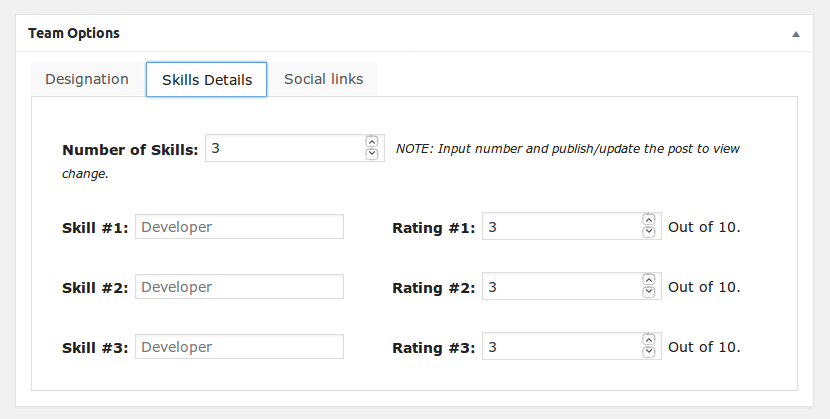 Team Options
Designation Skills Details Social links
Number of Skills: 3 NOTE: Input number and publish/update the post to view
change.
Skill #1: Developer Rating #1: 3 Out of 10.
Skill #2: Developer Rating #2: 3 Out of 10.
Skill #3: Developer Rating #3: 3 Out of 10.